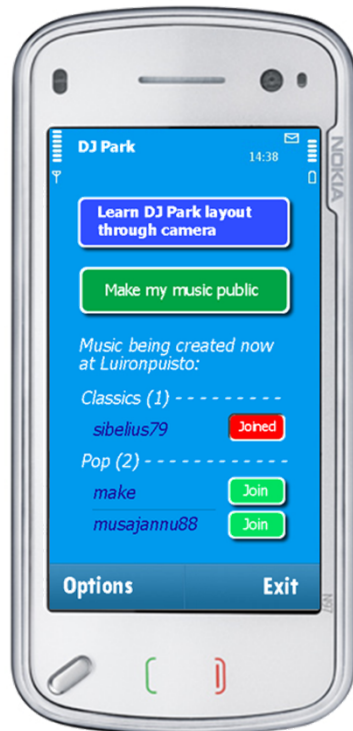 DJ Park
14:38
NOKIA
Learn DJ Park layout
through camera
Make my music public
Music being created now
at Luironpuisto:
Classics (1) - - - - - - - - -
sibelius79 Joined
Pop (2) - - - - - - - - - - - -
make Join
musajannu88 Join
Options Exit
N97